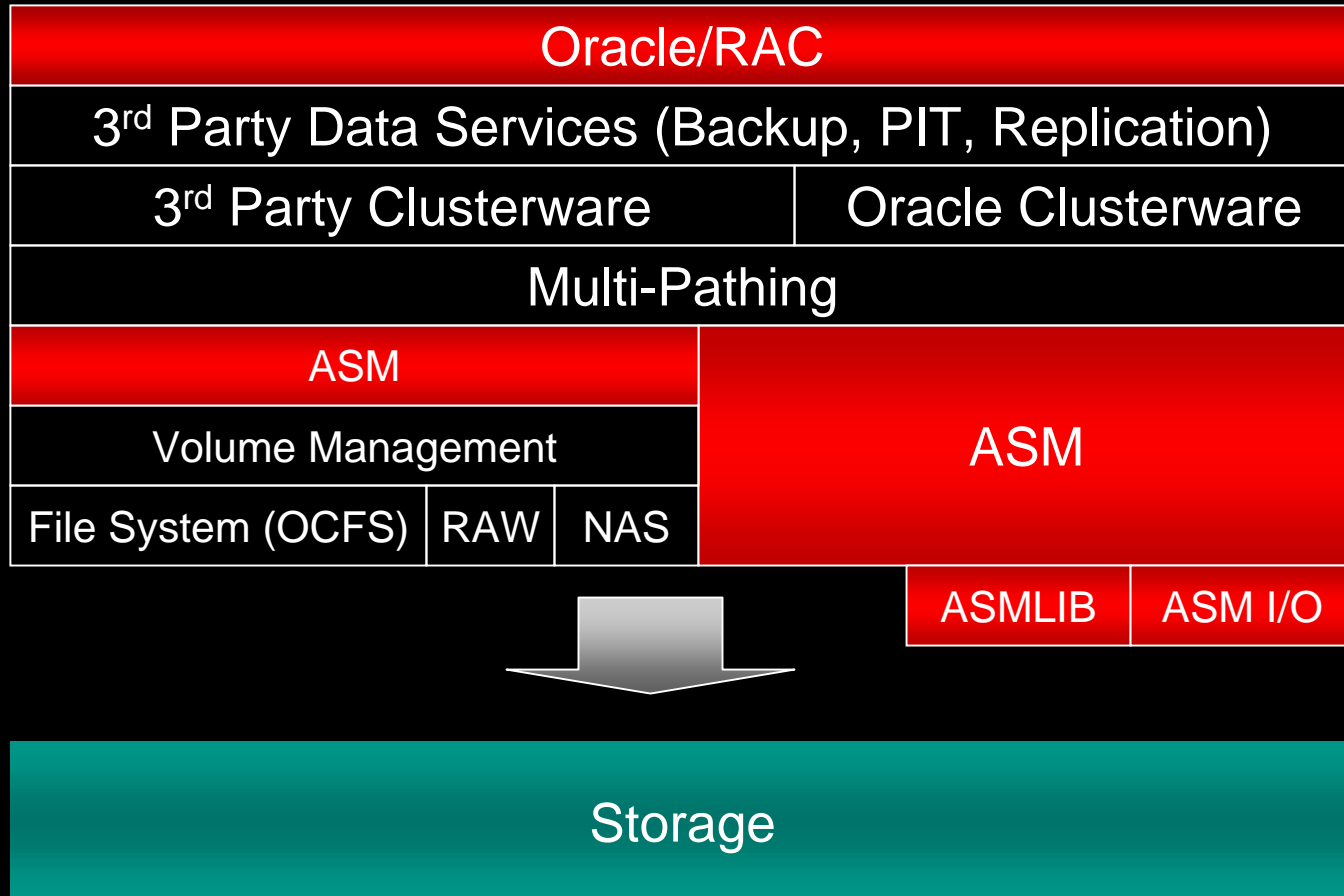 Oracle/RAC
3rd Party Data Services (Backup, PIT, Replication)
3rd Party Clusterware
Oracle Clusterware
Multi-Pathing
ASM
Volume Management
File System (OCFS)
RAW
NAS
ASM
ASMLIB
ASM I/O
Storage